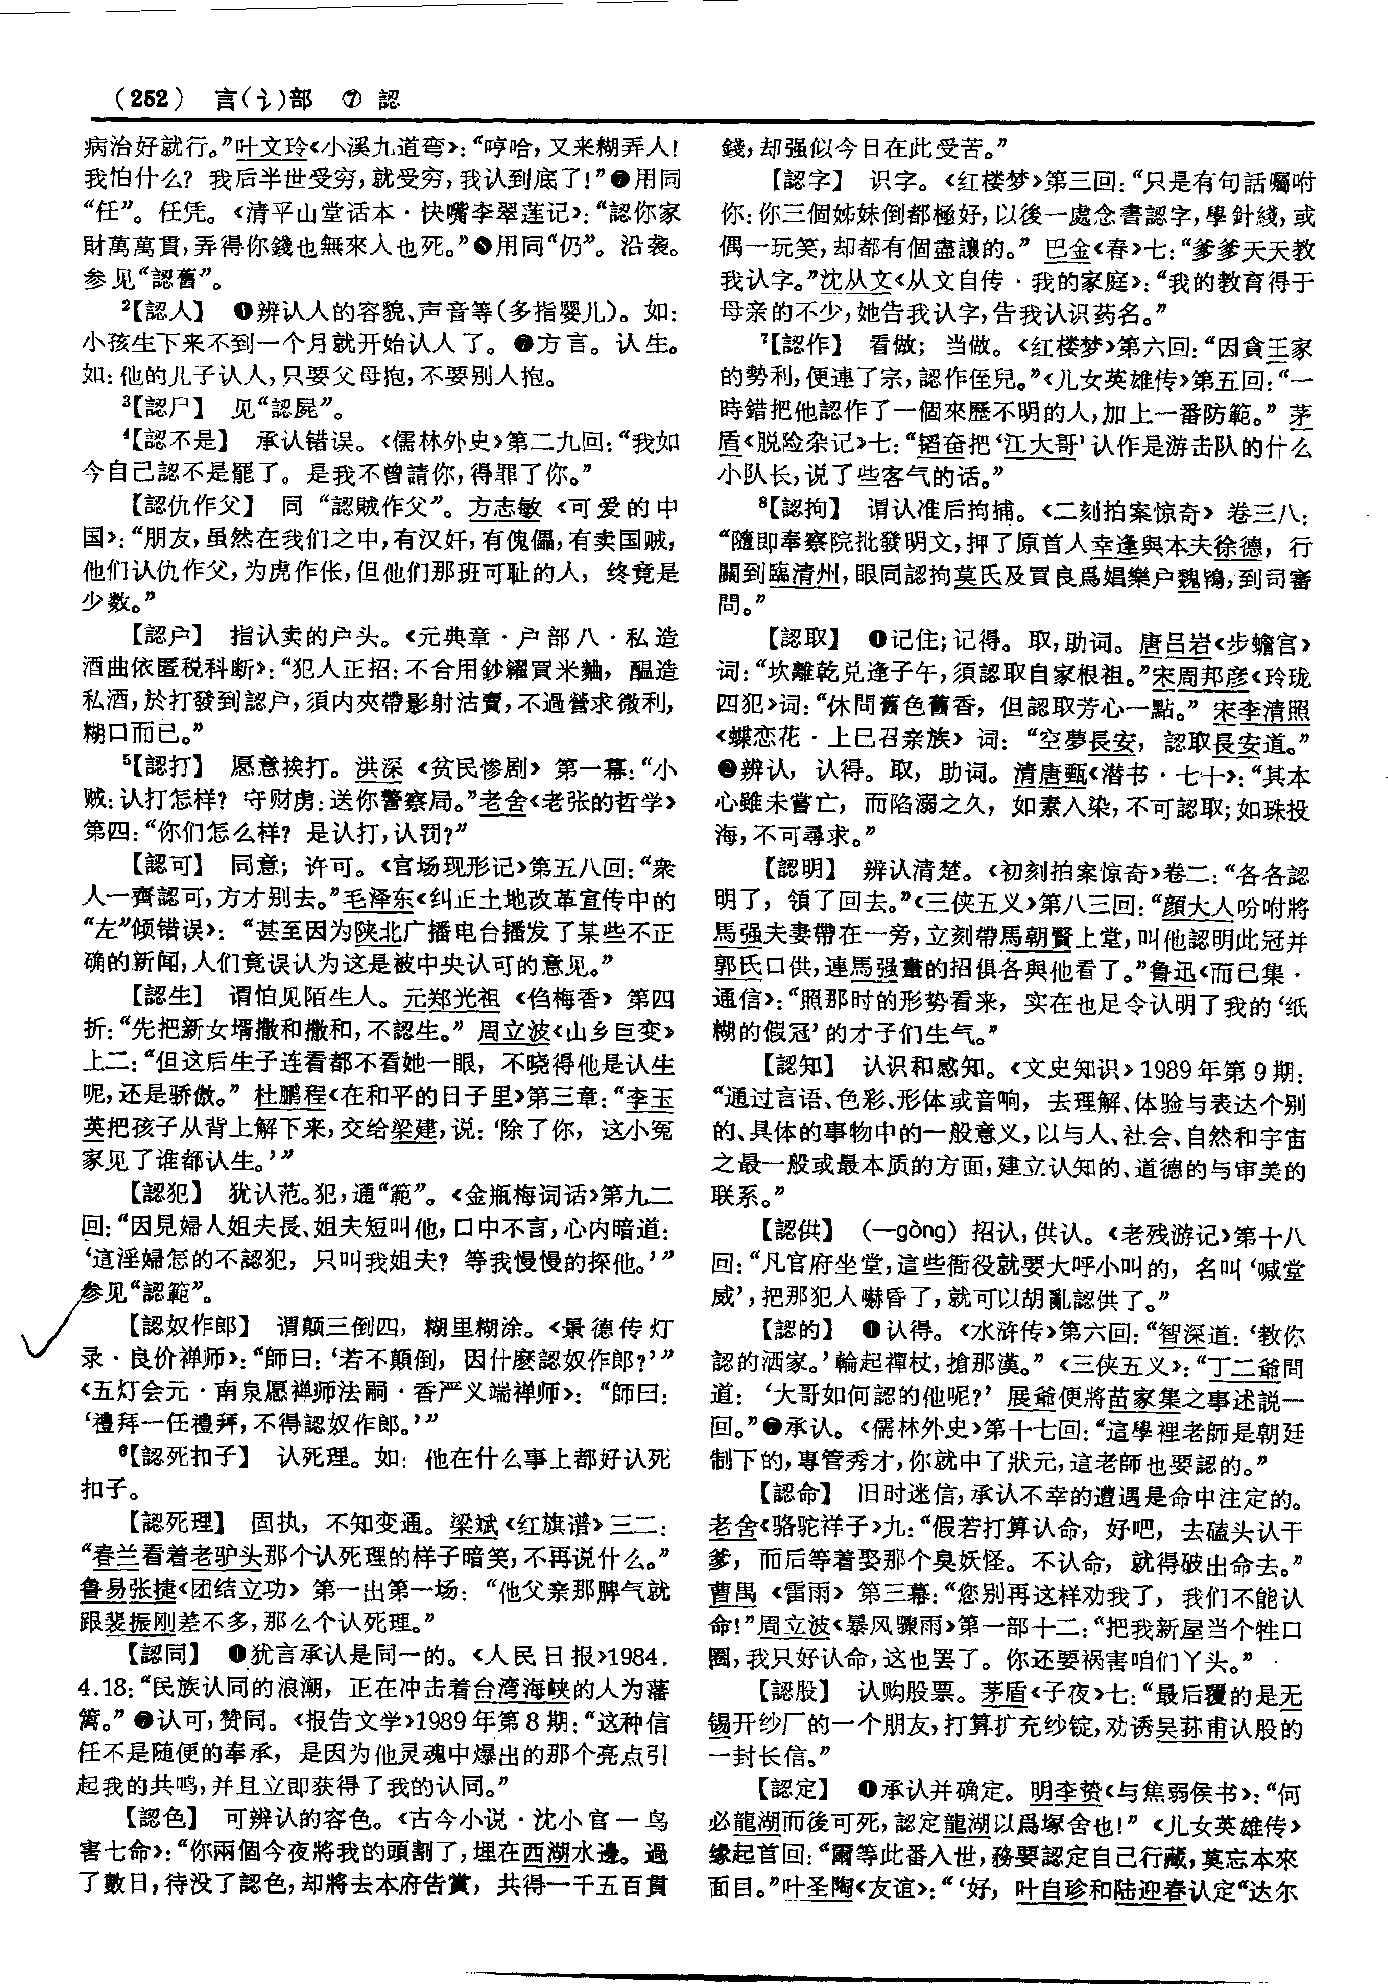 （252） 言(讠)部 ⑦ 認
病治好就行。”叶文玲《小溪九道弯》：“哼哈，又来糊弄人！
我怕什么？我后半世受穷，就受穷，我认到底了！”❼用同
“任”。任凭。《清平山堂话本·快嘴李翠莲记》：“認你家
財萬萬貫，弄得你錢也無來人也死。”❽用同“仍”。沿袭。
参见“認舊”。
²【認人】 ❶辨认人的容貌、声音等（多指婴儿）。如：
小孩生下来不到一个月就开始认人了。❷方言。认生。
如：他的儿子认人，只要父母抱，不要别人抱。
³【認尸】 见“認屍”。
⁴【認不是】 承认错误。《儒林外史》第二九回：“我如
今自己認不是罷了。是我不曾請你，得罪了你。”
【認仇作父】 同“認贼作父”。方志敏《可爱的中
国》：“朋友，虽然在我们之中，有汉奸，有傀儡，有卖国贼，
他们认仇作父，为虎作伥，但他们那班可耻的人，终竟是
少数。”
【認户】 指认卖的户头。《元典章·户部八·私造
酒曲依匿税科断》：“犯人正招：不合用鈔糴買米麯，醞造
私酒，於打發到認户，須内夾帶影射沽賣，不過營求微利，
糊口而已。”
⁵【認打】 愿意挨打。洪深《贫民惨剧》第一幕：“小
贼：认打怎样？守财虏：送你警察局。”老舍《老张的哲学》
第四：“你们怎么样？是认打，认罚？”
【認可】 同意；许可。《官场现形记》第五八回：“衆
人一齊認可，方才别去。”毛泽东《纠正土地改革宣传中的
“左”倾错误》：“甚至因为陕北广播电台播发了某些不正
确的新闻，人们竟误认为这是被中央认可的意见。”
【認生】 谓怕见陌生人。元郑光祖《㑇梅香》第四
折：“先把新女壻撒和撒和，不認生。”周立波《山乡巨变》
上二：“但这后生子连看都不看她一眼，不晓得他是认生
呢，还是骄傲。”杜鹏程《在和平的日子里》第三章：“李玉
英把孩子从背上解下来，交给梁建，说：‘除了你，这小冤
家见了谁都认生。’”
【認犯】 犹认范。犯，通“範”。《金瓶梅词话》第九二
回：“因見婦人姐夫長、姐夫短叫他，口中不言，心内暗道：
‘這淫婦怎的不認犯，只叫我姐夫？等我慢慢的探他。’”
参见“認範”。
【認奴作郎】 谓颠三倒四，糊里糊涂。《景德传灯
录·良价禅师》：“師曰：‘若不顛倒，因什麽認奴作郎？’”
《五灯会元·南泉愿禅师法嗣·香严义端禅师》：“師曰：
‘禮拜一任禮拜，不得認奴作郎。’”
⁶【認死扣子】 认死理。如：他在什么事上都好认死
扣子。
【認死理】 固执，不知变通。梁斌《红旗谱》三二：
“春兰看着老驴头那个认死理的样子暗笑，不再说什么。”
鲁易张捷《团结立功》第一出第一场：“他父亲那脾气就
跟裴振刚差不多，那么个认死理。”
【認同】 ❶犹言承认是同一的。《人民日报》1984.
4.18：“民族认同的浪潮，正在冲击着台湾海峡的人为藩
篱。”❷认可，赞同。《报告文学》1989年第8期：“这种信
任不是随便的奉承，是因为他灵魂中爆出的那个亮点引
起我的共鸣，并且立即获得了我的认同。”
【認色】 可辨认的容色。《古今小说·沈小官一鸟
害七命》：“你兩個今夜將我的頭割了，埋在西湖水邊。過
了數日，待没了認色，却將去本府告賞，共得一千五百貫
錢，却强似今日在此受苦。”
【認字】 识字。《红楼梦》第三回：“只是有句話囑咐
你：你三個姊妹倒都極好，以後一處念書認字，學針綫，或
偶一玩笑，却都有個盡讓的。”巴金《春》七：“爹爹天天教
我认字。”沈从文《从文自传·我的家庭》：“我的教育得于
母亲的不少，她告我认字，告我认识药名。”
⁷【認作】 看做；当做。《红楼梦》第六回：“因貪王家
的勢利，便連了宗，認作侄兒。”《儿女英雄传》第五回：“一
時錯把他認作了一個來歷不明的人，加上一番防範。”茅
盾《脱险杂记》七：“韬奋把‘江大哥’认作是游击队的什么
小队长，说了些客气的话。”
⁸【認拘】 谓认准后拘捕。《二刻拍案惊奇》卷三八：
“隨即奉察院批發明文，押了原首人幸逢與本夫徐德，行
關到臨清州，眼同認拘莫氏及買良爲娼樂户魏鴇，到司審
問。”
【認取】 ❶记住；记得。取，助词。唐吕岩《步蟾宫》
词：“坎離乾兑逢子午，須認取自家根祖。”宋周邦彦《玲珑
四犯》词：“休問舊色舊香，但認取芳心一點。”宋李清照
《蝶恋花·上巳召亲族》词：“空夢長安，認取長安道。”
❷辨认，认得。取，助词。清唐甄《潜书·七十》：“其本
心雖未嘗亡，而陷溺之久，如素入染，不可認取；如珠投
海，不可尋求。”
【認明】 辨认清楚。《初刻拍案惊奇》卷二：“各各認
明了，領了回去。”《三侠五义》第八三回：“顔大人吩咐將
馬强夫妻帶在一旁，立刻帶馬朝賢上堂，叫他認明此冠并
郭氏口供，連馬强畫的招俱各與他看了。”鲁迅《而已集·
通信》：“照那时的形势看来，实在也足令认明了我的‘纸
糊的假冠’的才子们生气。”
【認知】 认识和感知。《文史知识》1989年第9期：
“通过言语、色彩、形体或音响，去理解、体验与表达个别
的、具体的事物中的一般意义，以与人、社会、自然和宇宙
之最一般或最本质的方面，建立认知的、道德的与审美的
联系。”
【認供】 （—gòng）招认，供认。《老残游记》第十八
回：“凡官府坐堂，這些衙役就要大呼小叫的，名叫‘喊堂
威’，把那犯人嚇昏了，就可以胡亂認供了。”
【認的】 ❶认得。《水浒传》第六回：“智深道：‘教你
認的洒家。’輪起禪杖，搶那漢。”《三侠五义》：“丁二爺問
道：‘大哥如何認的他呢？’展爺便將苗家集之事述説一
回。”❷承认。《儒林外史》第十七回：“這學裡老師是朝廷
制下的，專管秀才，你就中了狀元，這老師也要認的。”
【認命】 旧时迷信，承认不幸的遭遇是命中注定的。
老舍《骆驼祥子》九：“假若打算认命，好吧，去磕头认干
爹，而后等着娶那个臭妖怪。不认命，就得破出命去。”
曹禺《雷雨》第三幕：“您别再这样劝我了，我们不能认
命！”周立波《暴风骤雨》第一部十二：“把我新屋当个牲口
圈，我只好认命，这也罢了。你还要祸害咱们丫头。”
【認股】 认购股票。茅盾《子夜》七：“最后覆的是无
锡开纱厂的一个朋友，打算扩充纱锭，劝诱吴荪甫认股的
一封长信。”
【認定】 ❶承认并确定。明李贽《与焦弱侯书》：“何
必龍湖而後可死，認定龍湖以爲塚舍也！”《儿女英雄传》
缘起首回：“爾等此番入世，務要認定自己行藏，莫忘本來
面目。”叶圣陶《友谊》：“‘好，叶自珍和陆迎春认定“达尔